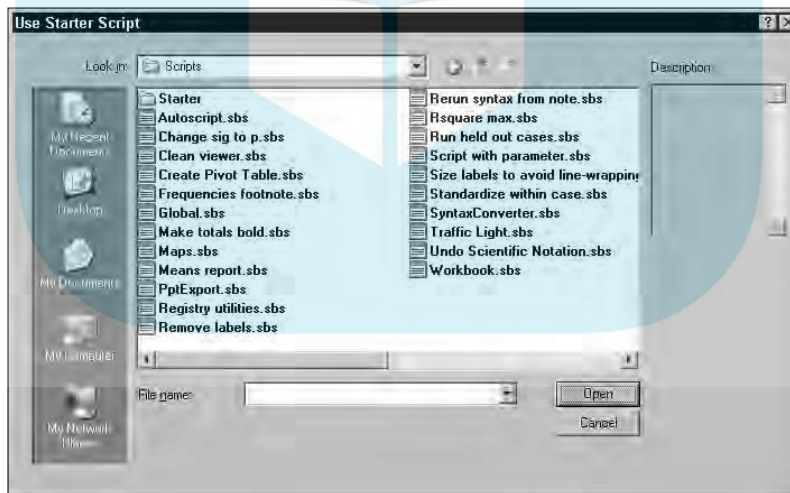 Use Starter Script
Look in:
Scripts
Description:
My Recent
Documents
Desktop
My Documents
My Computer
My Network
Starter
Autoscript.sbs
Change sig to p.sbs
Clean viewer.sbs
Create Pivot Table.sbs
Frequencies footnote.sbs
Global.sbs
Make totals bold.sbs
Maps.sbs
Means report.sbs
PptExport.sbs
Registry utilities.sbs
Remove labels.sbs
Rerun syntax from note.sbs
Rsquare max.sbs
Run held out cases.sbs
Script with parameter.sbs
Size labels to avoid line-wrapping
Standardize within case.sbs
SyntaxConverter.sbs
Traffic Light.sbs
Undo Scientific Notation.sbs
Workbook.sbs
File name:
Open
Cancel